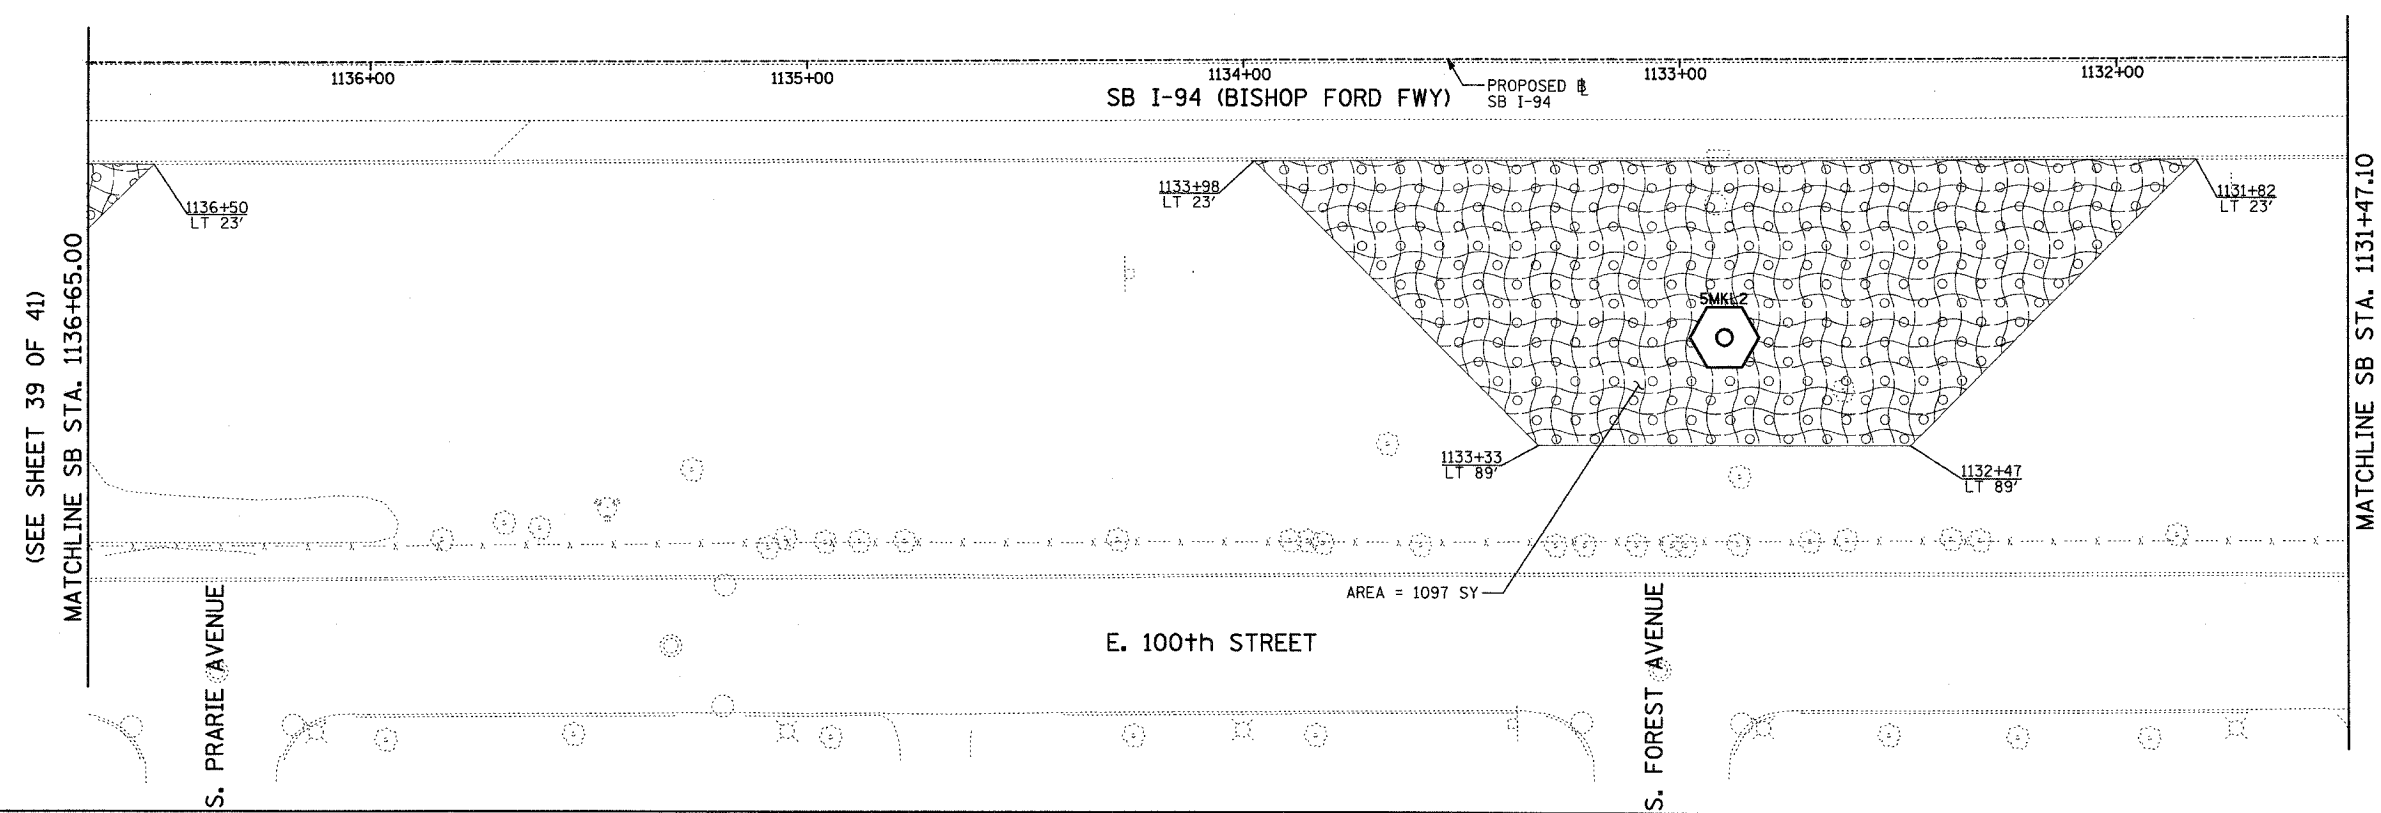 1136+00
1135+00
1134+00
1133+00
1132+00
SB I-94 (BISHOP FORD FWY)
PROPOSED BL
SB I-94
1136+50
LT 23'
1133+98
LT 23'
1131+82
LT 23'
5MKL2
1133+33
LT 89'
1132+47
LT 89'
AREA = 1097 SY
E. 100th STREET
S. PRARIE AVENUE
S. FOREST AVENUE
(SEE SHEET 39 OF 41)
MATCHLINE SB STA. 1136+65.00
MATCHLINE SB STA. 1131+47.10